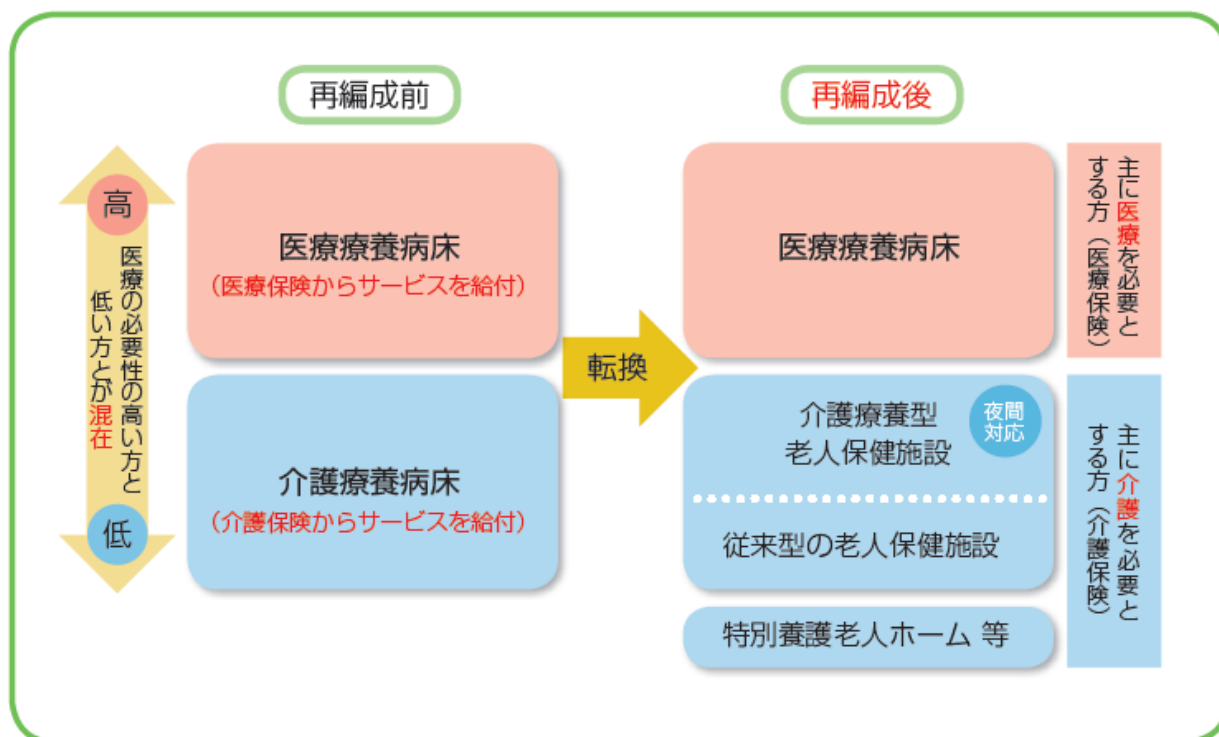 再編成前
再編成後
高
医療の必要性の高い方と
低い方とが混在
低
医療療養病床
(医療保険からサービスを給付)
介護療養病床
(介護保険からサービスを給付)
転換
医療療養病床
介護療養型
老人保健施設
夜間
対応
従来型の老人保健施設
特別養護老人ホーム 等
主に医療を必要と
する方(医療保険)
主に介護を必要と
する方(介護保険)